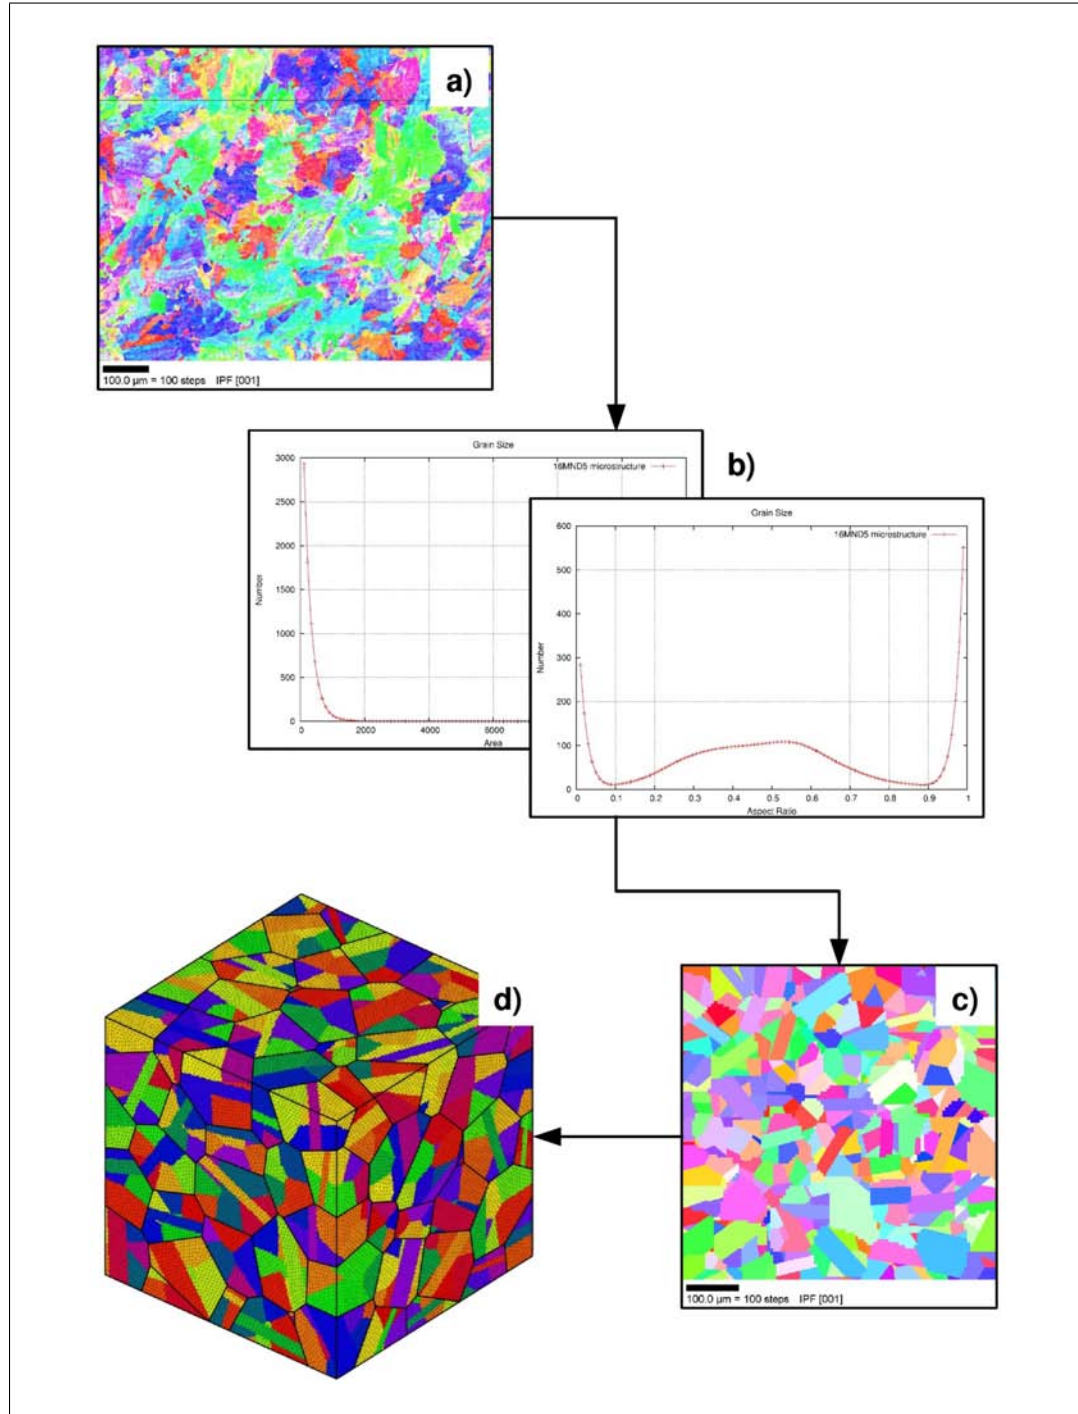 a)
100.0 µm = 100 steps IPF [001]
b)
Grain Size
16MND5 microstructure
3000
2500
2000
1500
1000
500
0
Number
0 2000 4000 6000
Area
Grain Size
16MND5 microstructure
600
500
400
300
200
100
0
Number
0 0.1 0.2 0.3 0.4 0.5 0.6 0.7 0.8 0.9 1
Aspect Ratio
d)
c)
100.0 µm = 100 steps IPF [001]